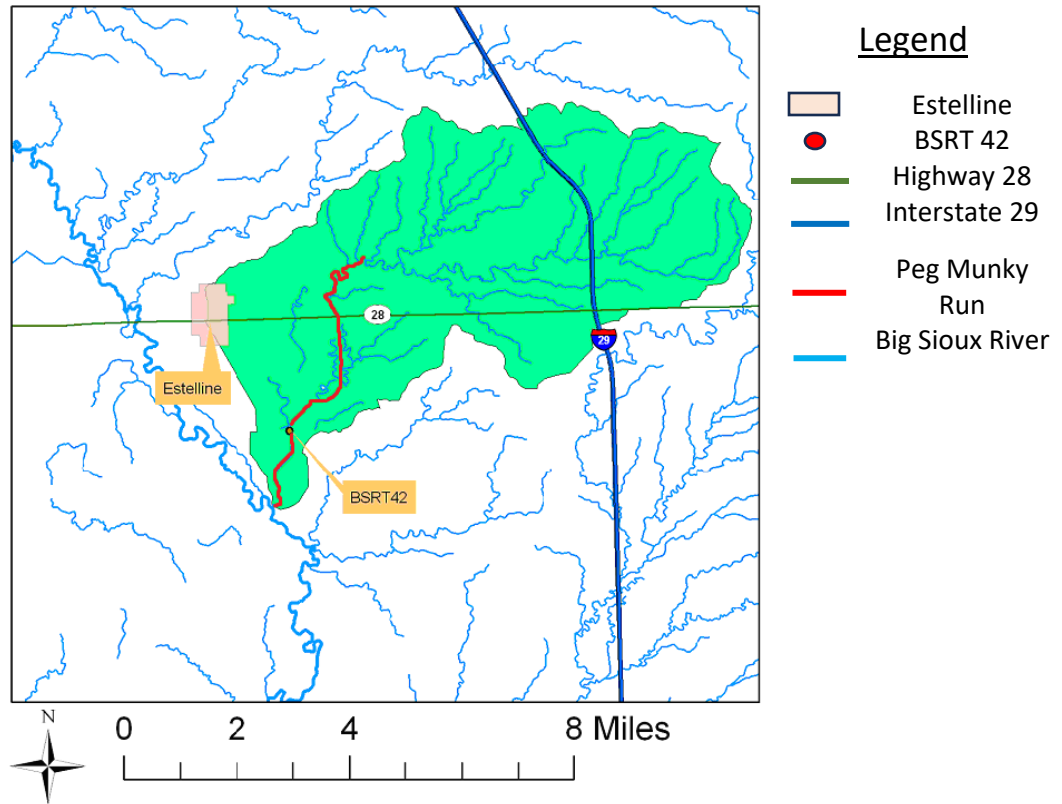 Legend
Estelline
BSRT 42
Highway 28
Interstate 29
Peg Munky
Run
Big Sioux River
28
29
Estelline
BSRT42
N
0 2 4 8 Miles